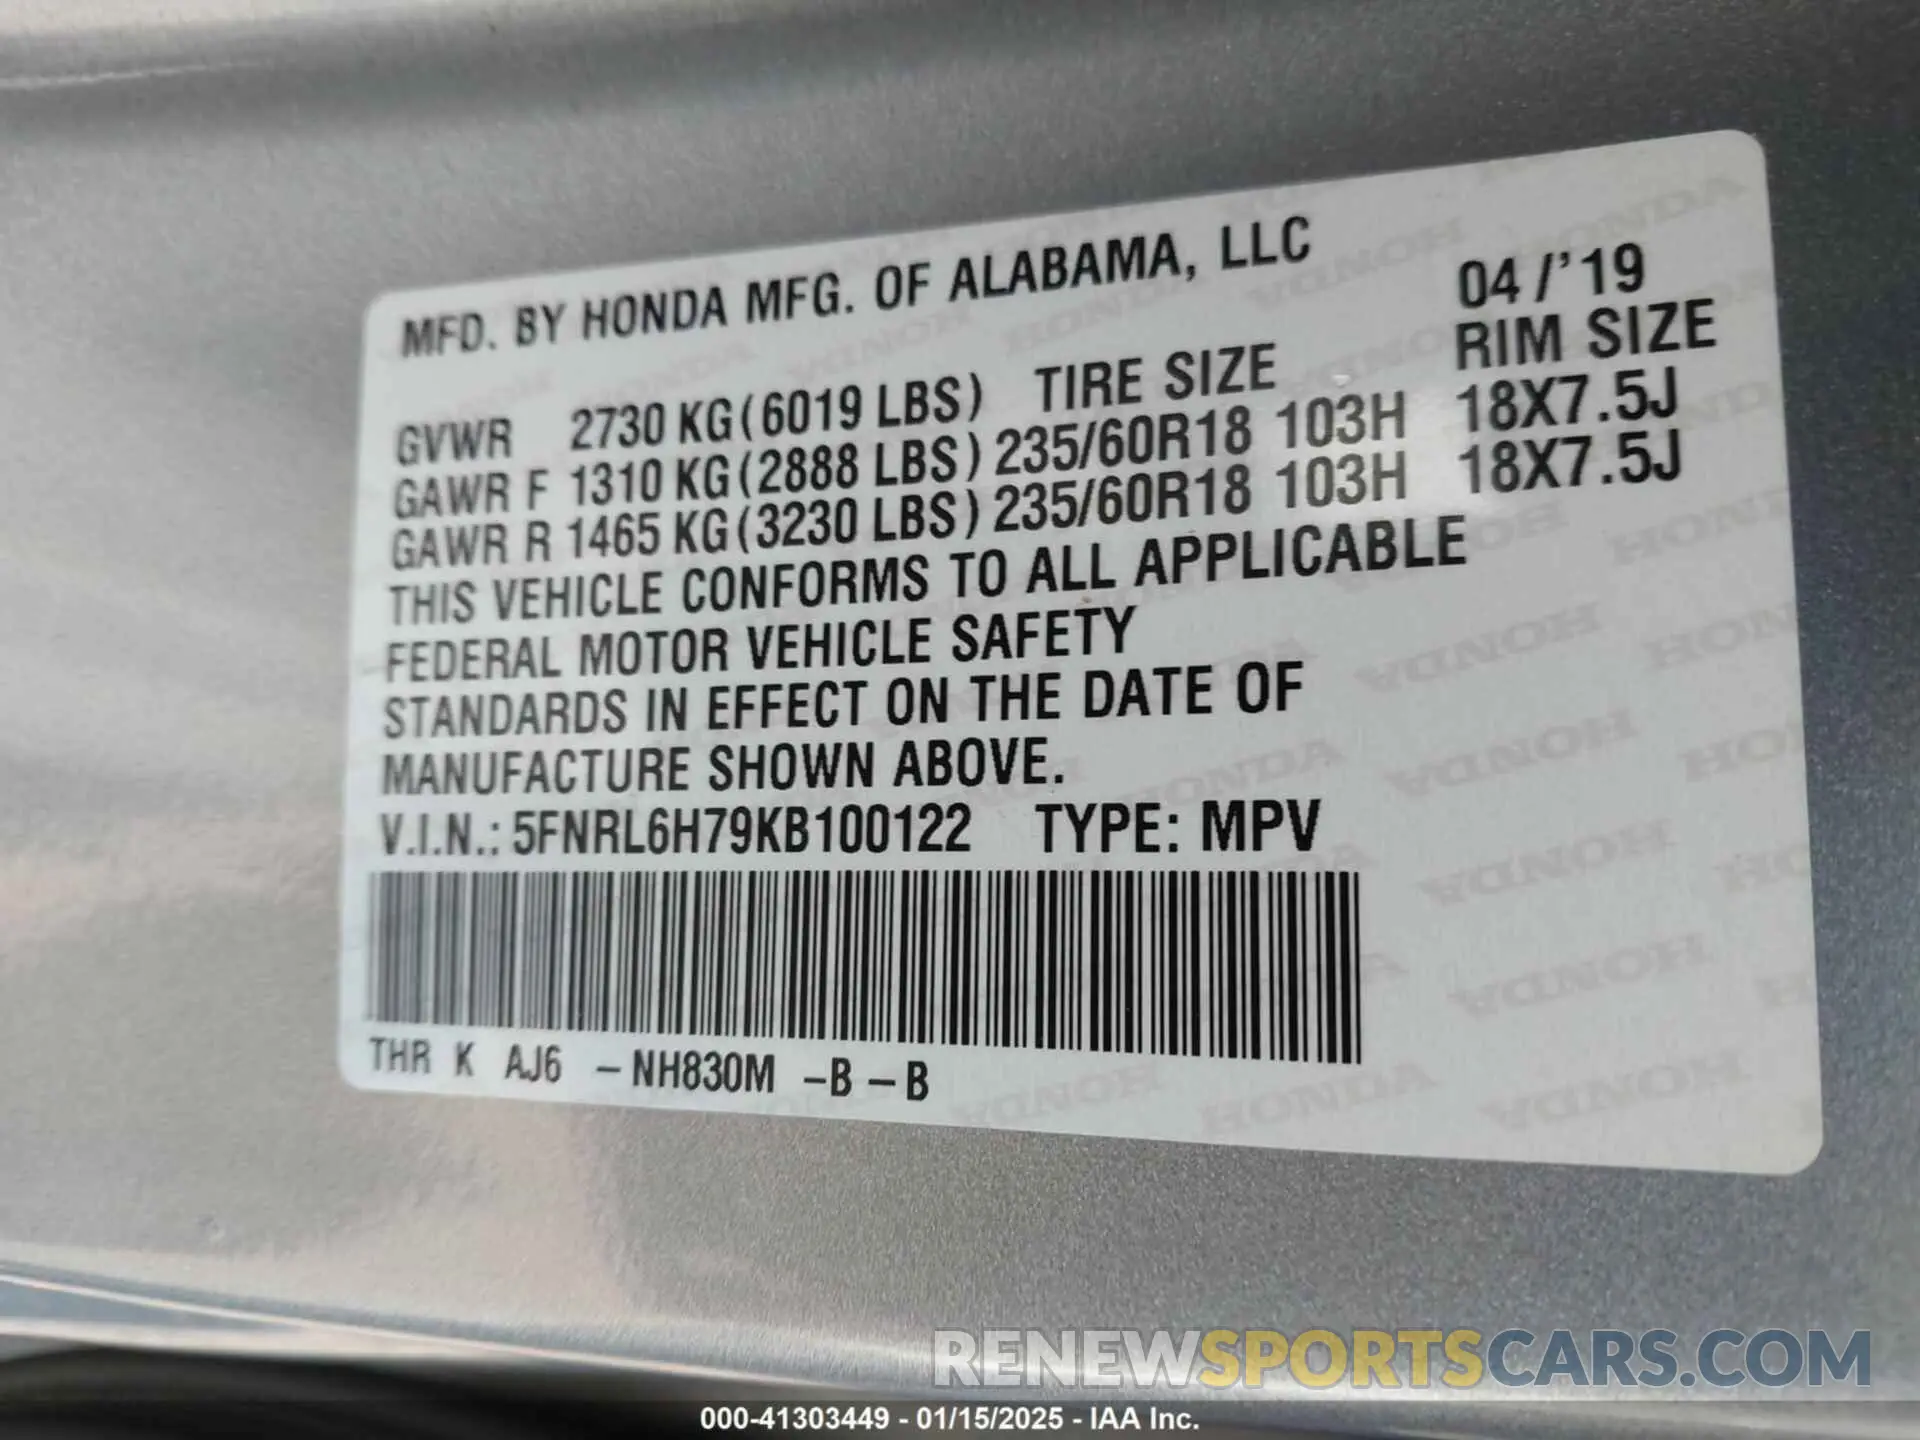 MFD. BY HONDA MFG. OF ALABAMA, LLC 04/'19
GVWR 2730 KG(6019 LBS) TIRE SIZE RIM SIZE
GAWR F 1310 KG(2888 LBS) 235/60R18 103H 18X7.5J
GAWR R 1465 KG(3230 LBS) 235/60R18 103H 18X7.5J
THIS VEHICLE CONFORMS TO ALL APPLICABLE
FEDERAL MOTOR VEHICLE SAFETY
STANDARDS IN EFFECT ON THE DATE OF
MANUFACTURE SHOWN ABOVE.
V.I.N.: 5FNRL6H79KB100122 TYPE: MPV
THR K AJ6 -NH830M -B-B
RENEWSPORTSCARS.COM
000-41303449 - 01/15/2025 - IAA Inc.